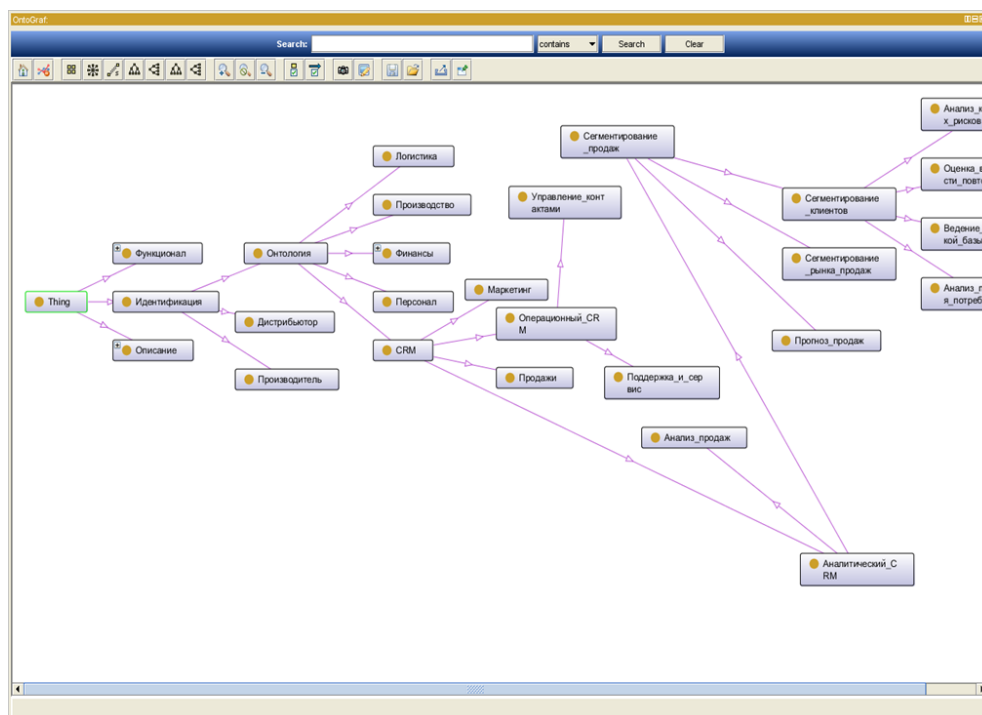 OntoGraf:
Search:
contains
Search
Clear
Анализ_к
х_рисков
Сегментирование
_продаж
Логистика
Оценка_в
сти_повто
Управление_конт
актами
Сегментирование
_клиентов
Производство
Ведение_
кой_базы
Функционал
Онтология
Финансы
Сегментирование
_рынка_продаж
Маркетинг
Анализ_п
я_потреб
Thing
Идентификация
Персонал
Дистрибьютор
Операционный_CR
M
Прогноз_продаж
Описание
CRM
Производитель
Продажи
Поддержка_и_сер
вис
Анализ_продаж
Аналитический_C
RM